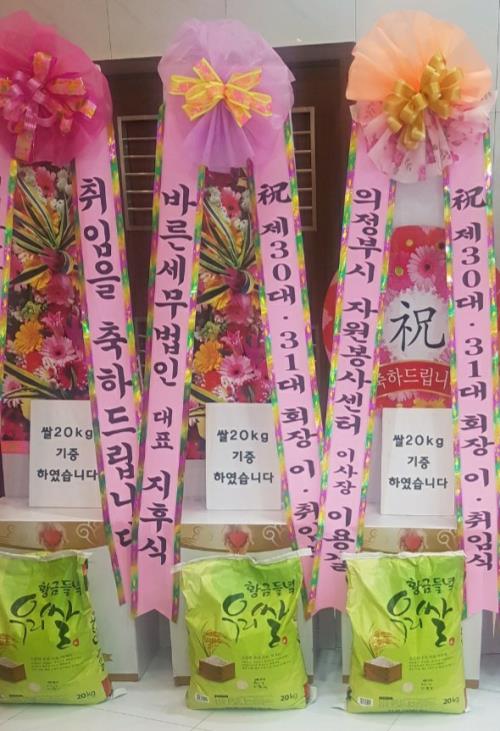 취임을 축하드립니다
쌀20kg
기증
하였습니다
황금들녘
우리쌀
20kg
바른세무법인 대표 지후식
祝 제30대·31대 회장 이·취임
쌀20kg
기증
하였습니다
황금들녘
우리쌀
20kg
의정부시 자원봉사센터 이사장 이용걸
祝 제30대·31대 회장 이·취임식
祝
축하드립니
쌀20kg
기증
하였습니다
황금들녘
우리쌀
20kg